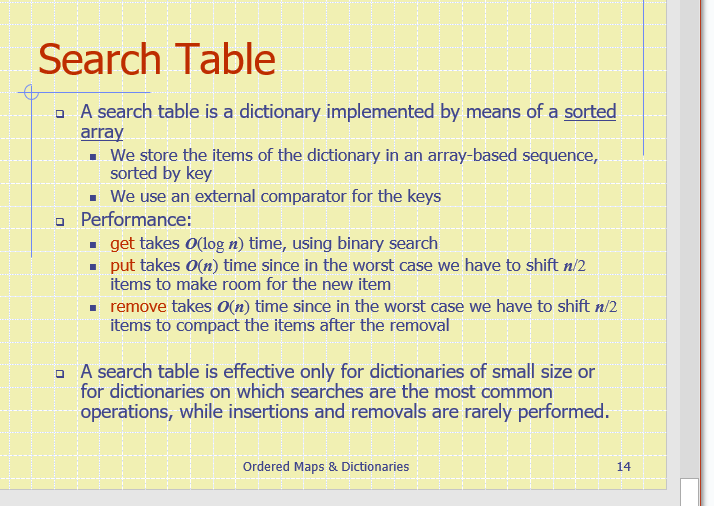 Search Table
A search table is a dictionary implemented by means of a sorted
array
We store the items of the dictionary in an array-based sequence,
sorted by key
We use an external comparator for the keys
Performance:
get takes O(log n) time, using binary search
put takes O(n) time since in the worst case we have to shift n/2
items to make room for the new item
remove takes O(n) time since in the worst case we have to shift n/2
items to compact the items after the removal
A search table is effective only for dictionaries of small size or
for dictionaries on which searches are the most common
operations, while insertions and removals are rarely performed.
Ordered Maps & Dictionaries
14